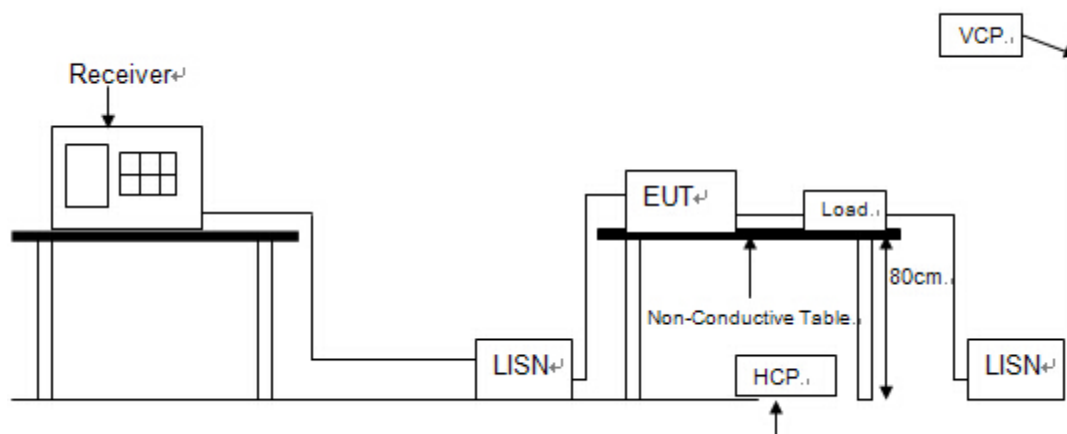 VCP.
Receiver
EUT
Load.
80cm.
Non-Conductive Table.
LISN
HCP.
LISN